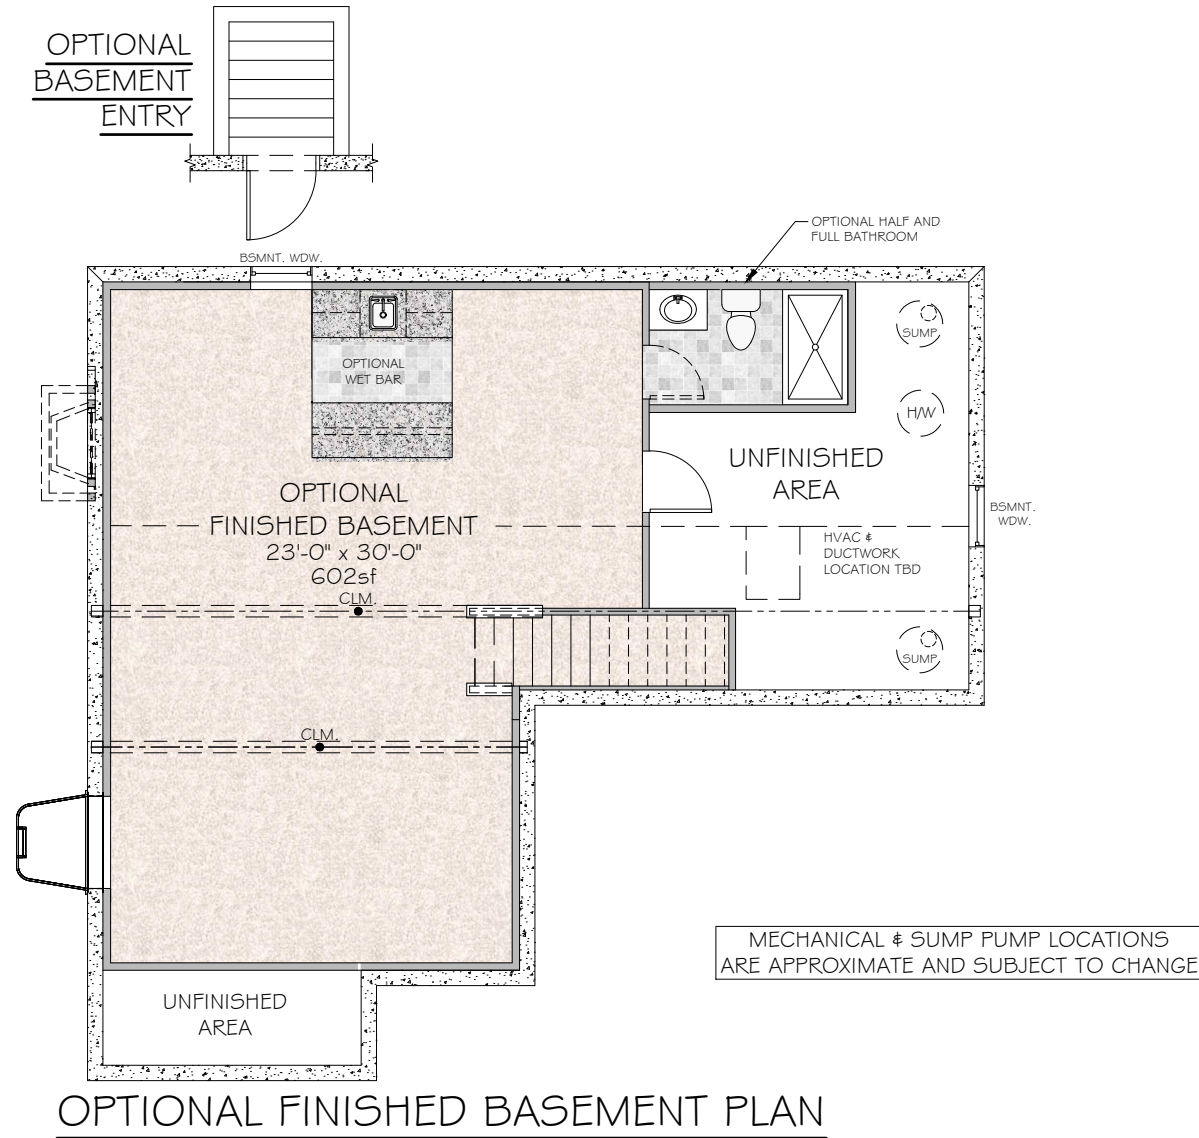 OPTIONAL
BASEMENT
ENTRY
OPTIONAL HALF AND
FULL BATHROOM
BSMNT. WDW.
SUMP
OPTIONAL
WET BAR
H/W
UNFINISHED
AREA
OPTIONAL
FINISHED BASEMENT
23'-0" x 30'-0"
602sf
BSMNT.
WDW.
HVAC &
DUCTWORK
LOCATION TBD
CLM.
SUMP
CLM.
MECHANICAL & SUMP PUMP LOCATIONS
ARE APPROXIMATE AND SUBJECT TO CHANGE
UNFINISHED
AREA
OPTIONAL FINISHED BASEMENT PLAN